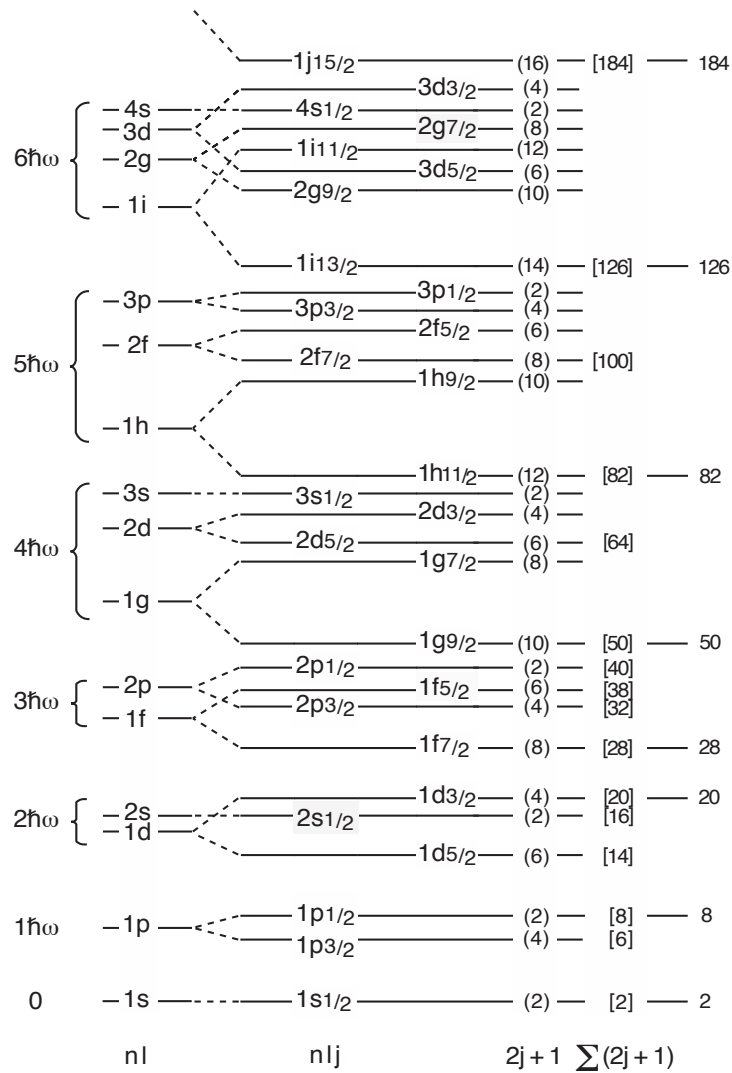 1j15/2 (16) [184] 184
3d3/2 (4)
4s 4s1/2 (2)
3d 2g7/2 (8)
1i11/2 (12)
6ħω 2g 3d5/2 (6)
2g9/2 (10)
1i
1i13/2 (14) [126] 126
3p 3p1/2 (2)
3p3/2 (4)
2f5/2 (6)
2f
5ħω 2f7/2 (8) [100]
1h9/2 (10)
1h
1h11/2 (12) [82] 82
3s 3s1/2 (2)
2d3/2 (4)
2d
4ħω 2d5/2 (6) [64]
1g7/2 (8)
1g
1g9/2 (10) [50] 50
2p1/2 (2) [40]
2p 1f5/2 (6) [38]
3ħω 2p3/2 (4) [32]
1f
1f7/2 (8) [28] 28
1d3/2 (4) [20] 20
2ħω 2s 2s1/2 (2) [16]
1d
1d5/2 (6) [14]
1p1/2 (2) [8] 8
1ħω 1p
1p3/2 (4) [6]
0 1s 1s1/2 (2) [2] 2
nl nlj 2j+1 ∑(2j+1)